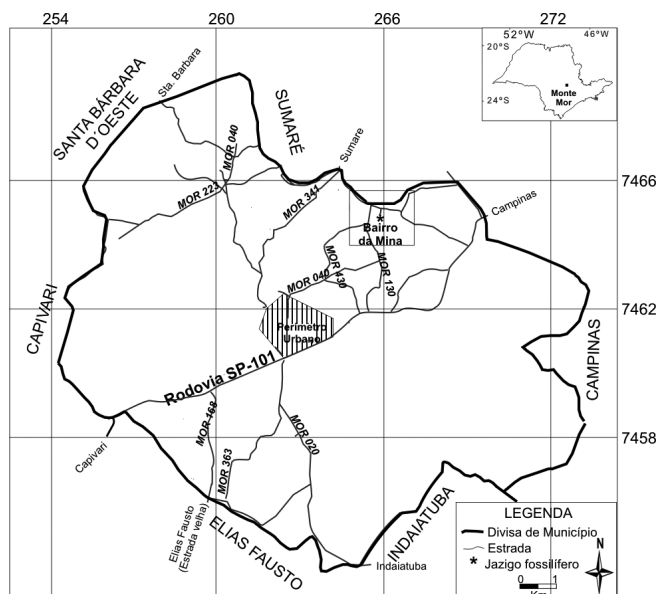 254
260
266
272
52°W
46°W
20°S
24°S
Monte
Mor
SANTA BARBARA
D'OESTE
Sta. Barbara
SUMARÉ
Sumare
MOR 040
MOR 223
MOR 341
7466
Campinas
Bairro
da Mina
*
MOR 430
MOR 130
MOR 040
CAPIVARI
7462
Perímetro
Urbano
CAMPINAS
Rodovia SP-101
MOR 168
MOR 020
7458
Capivari
MOR 363
Elias Fausto
(Estrada velha)
ELIAS FAUSTO
INDAIATUBA
Indaiatuba
LEGENDA
Divisa de Município
Estrada
* Jazigo fossilífero
N
0 1
Km